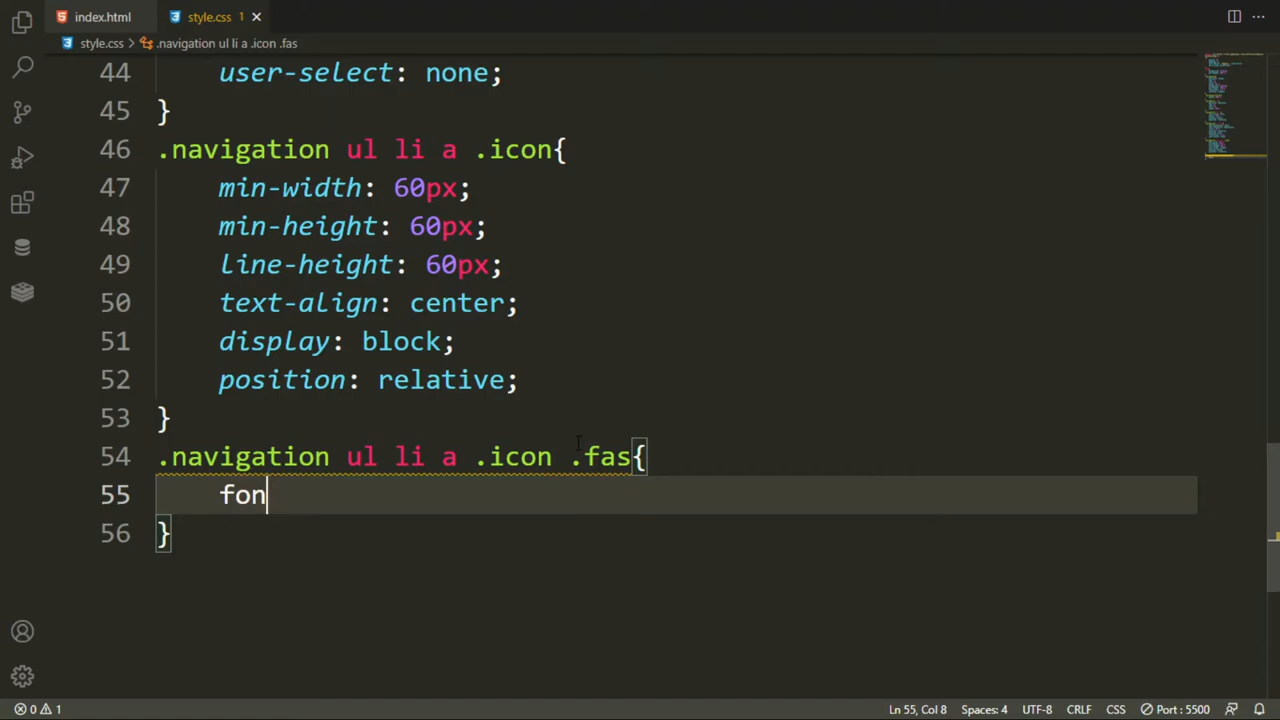 index.html
style.css 1
style.css > .navigation ul li a .icon .fas
44 user-select: none;
45 }
46 .navigation ul li a .icon{
47 min-width: 60px;
48 min-height: 60px;
49 line-height: 60px;
50 text-align: center;
51 display: block;
52 position: relative;
53 }
54 .navigation ul li a .icon .fas{
55 fon
56 }
0 1
Ln 55, Col 8 Spaces: 4 UTF-8 CRLF CSS Port : 5500